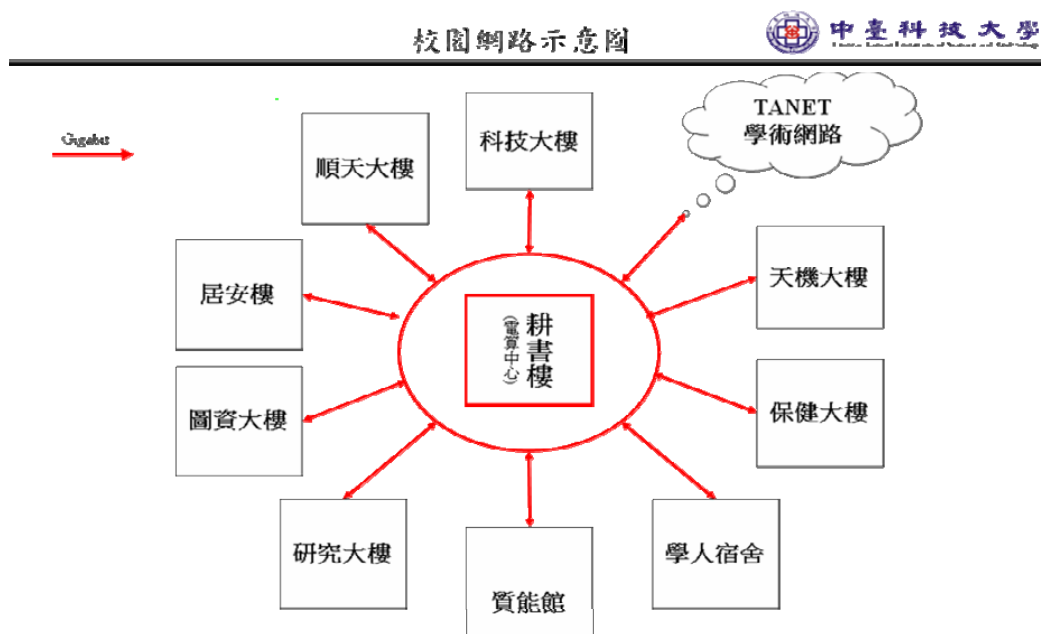 校園網路示意圖
中臺科技大學
Gigabit
TANET
學術網路
科技大樓
順天大樓
天機大樓
居安樓
耕書樓
(電算中心)
保健大樓
圖資大樓
研究大樓
質能館
學人宿舍